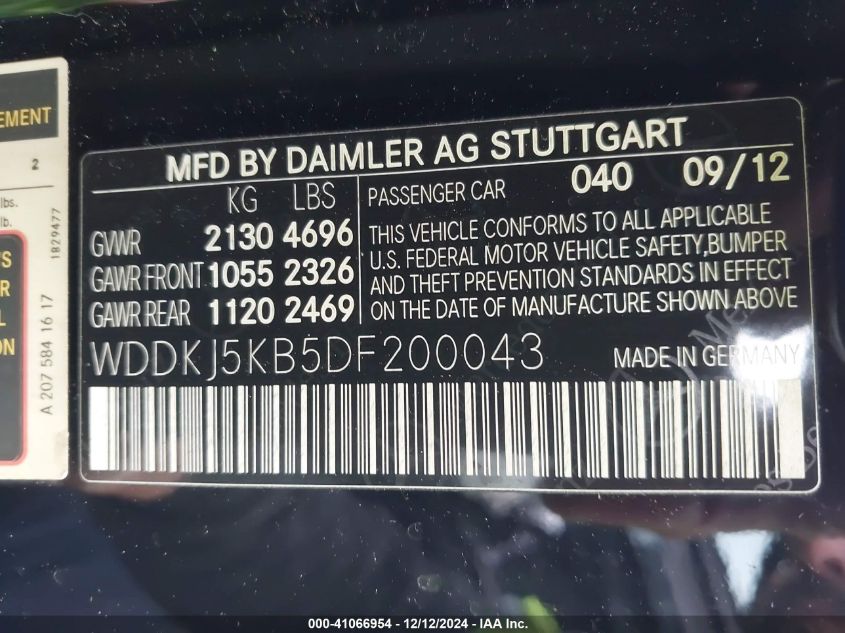 EMENT
2
lbs.
lb.
1829477
S
R
L
ON
A 207 584 16 17
MFD BY DAIMLER AG STUTTGART
KG LBS
PASSENGER CAR 040 09/12
GVWR 2130 4696
GAWR FRONT 1055 2326
GAWR REAR 1120 2469
THIS VEHICLE CONFORMS TO ALL APPLICABLE
U.S. FEDERAL MOTOR VEHICLE SAFETY,BUMPER
AND THEFT PREVENTION STANDARDS IN EFFECT
ON THE DATE OF MANUFACTURE SHOWN ABOVE
WDDKJ5KB5DF200043 MADE IN GERMANY
000-41066954 - 12/12/2024 - IAA Inc.